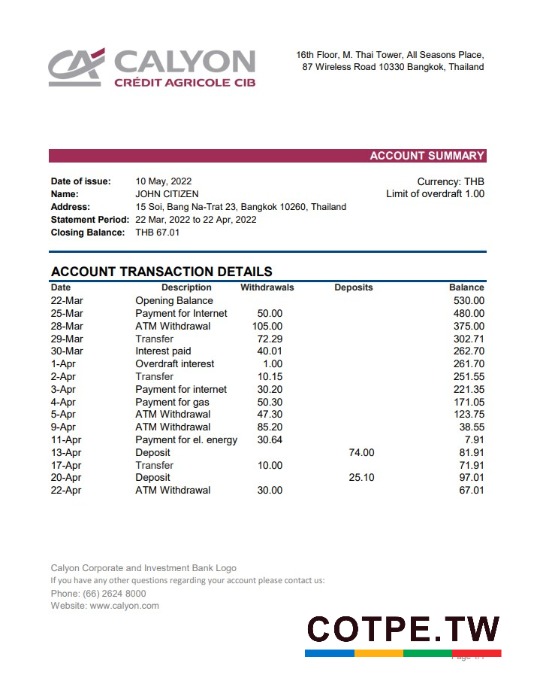 CALYON
CRÉDIT AGRICOLE CIB
16th Floor, M. Thai Tower, All Seasons Place,
87 Wireless Road 10330 Bangkok, Thailand
ACCOUNT SUMMARY
Date of issue: 10 May, 2022 Currency: THB
Name: JOHN CITIZEN Limit of overdraft 1.00
Address: 15 Soi, Bang Na-Trat 23, Bangkok 10260, Thailand
Statement Period: 22 Mar, 2022 to 22 Apr, 2022
Closing Balance: THB 67.01
ACCOUNT TRANSACTION DETAILS
Date Description Withdrawals Deposits Balance
22-Mar Opening Balance 530.00
25-Mar Payment for Internet 50.00 480.00
28-Mar ATM Withdrawal 105.00 375.00
29-Mar Transfer 72.29 302.71
30-Mar Interest paid 40.01 262.70
1-Apr Overdraft interest 1.00 261.70
2-Apr Transfer 10.15 251.55
3-Apr Payment for internet 30.20 221.35
4-Apr Payment for gas 50.30 171.05
5-Apr ATM Withdrawal 47.30 123.75
9-Apr ATM Withdrawal 85.20 38.55
11-Apr Payment for el. energy 30.64 7.91
13-Apr Deposit 74.00 81.91
17-Apr Transfer 10.00 71.91
20-Apr Deposit 25.10 97.01
22-Apr ATM Withdrawal 30.00 67.01
Calyon Corporate and Investment Bank Logo
If you have any other questions regarding your account please contact us:
Phone: (66) 2624 8000
Website: www.calyon.com
COTPE.TW